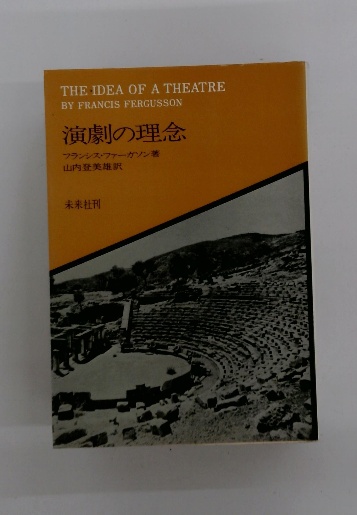 THE IDEA OF A THEATRE
BY FRANCIS FERGUSSON
演劇の理念
フランシス・ファーガソン著
山内登美雄訳
未来社刊